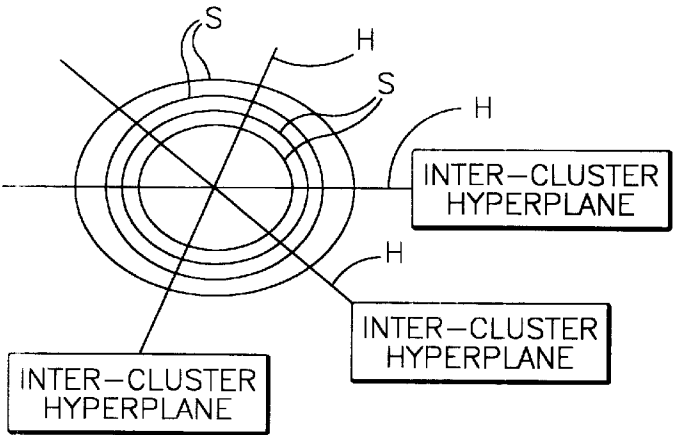 S
H
S
H
INTER-CLUSTER
HYPERPLANE
H
INTER-CLUSTER
HYPERPLANE
INTER-CLUSTER
HYPERPLANE